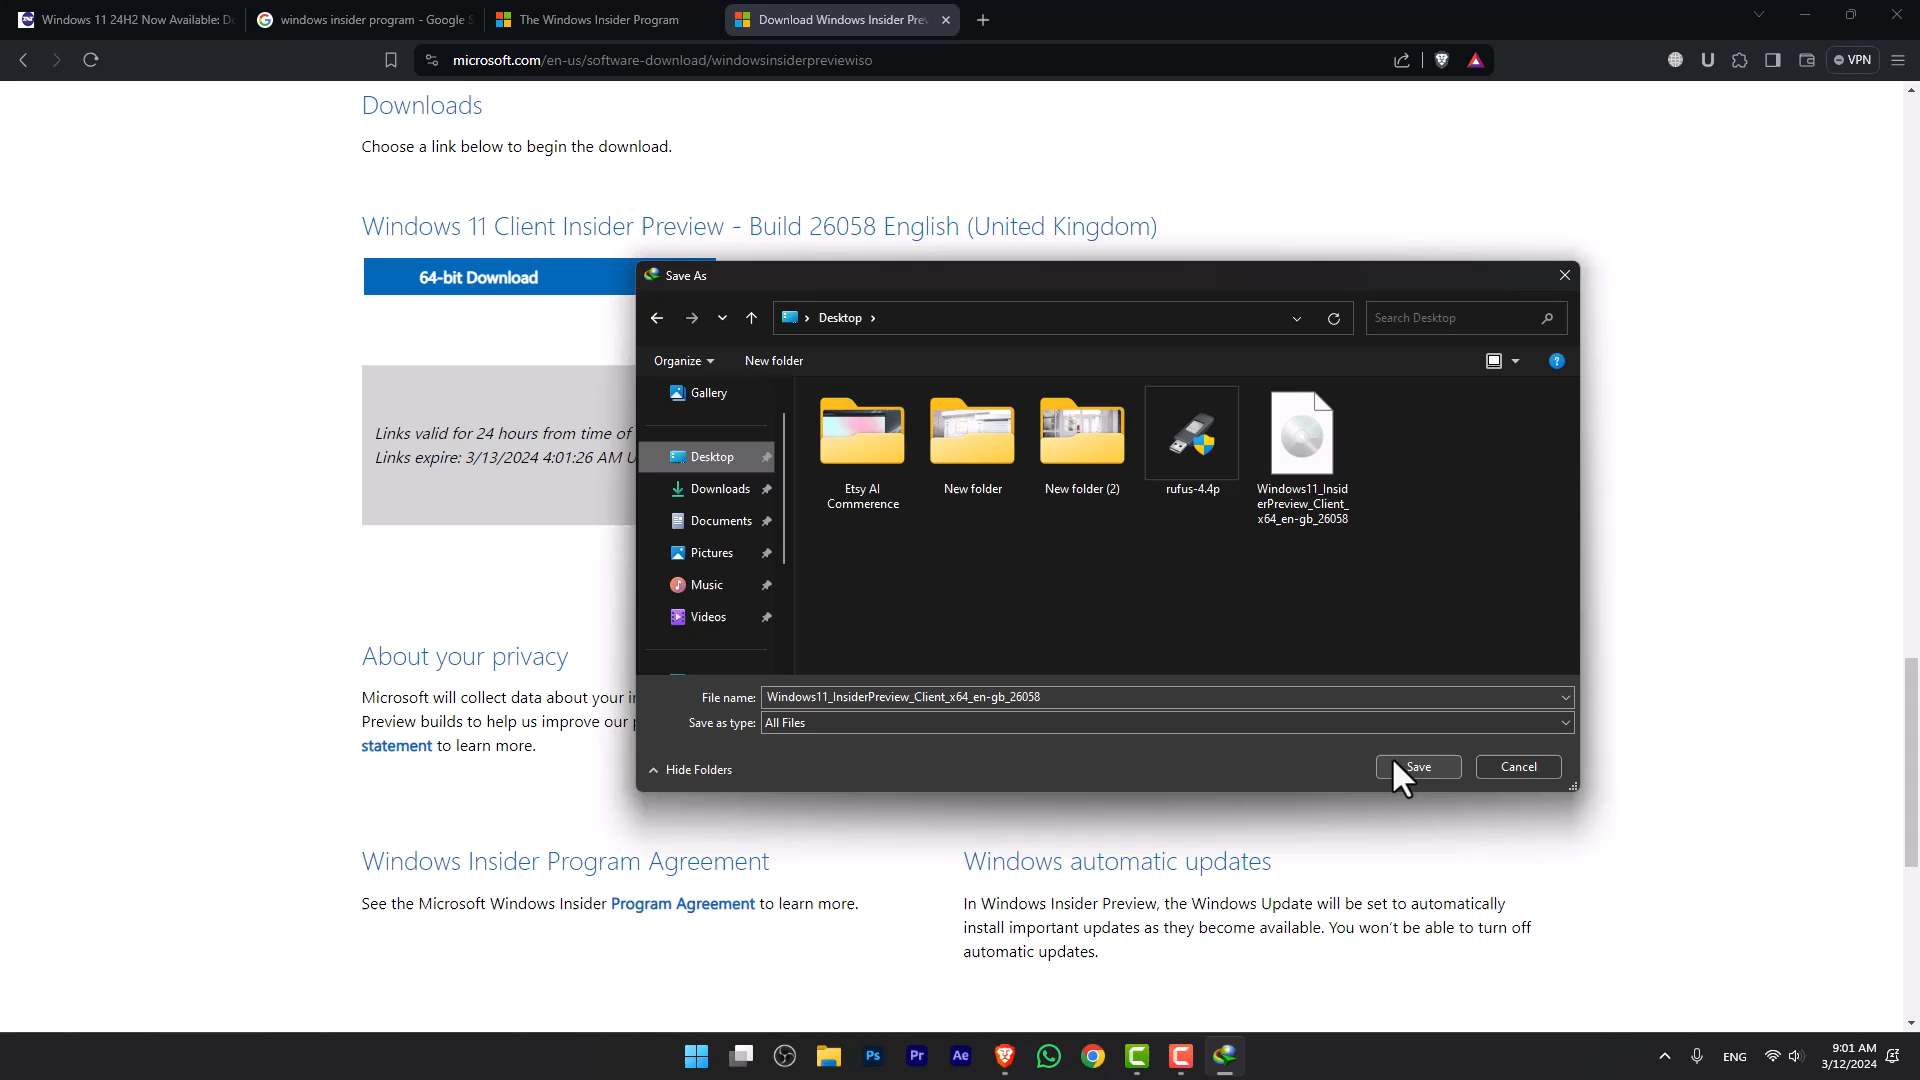 Windows 11 24H2 Now Available: D
windows insider program - Google S
The Windows Insider Program
Download Windows Insider Pre
microsoft.com/en-us/software-download/windowsinsiderpreviewiso
VPN
Downloads
Choose a link below to begin the download.
Windows 11 Client Insider Preview - Build 26058 English (United Kingdom)
64-bit Download
Links valid for 24 hours from time of
Links expire: 3/13/2024 4:01:26 AM U
Save As
Desktop
Search Desktop
Organize
New folder
Gallery
Desktop
Downloads
Documents
Pictures
Music
Videos
Etsy AI
Commerence
New folder
New folder (2)
rufus-4.4p
Windows11_Insid
erPreview_Client_
x64_en-gb_26058
File name: Windows11_InsiderPreview_Client_x64_en-gb_26058
Save as type: All Files
Hide Folders
Save
Cancel
About your privacy
Microsoft will collect data about your i
Preview builds to help us improve our p
statement to learn more.
Windows Insider Program Agreement
See the Microsoft Windows Insider Program Agreement to learn more.
Windows automatic updates
In Windows Insider Preview, the Windows Update will be set to automatically
install important updates as they become available. You won't be able to turn off
automatic updates.
Ps
Pr
Ae
ENG
9:01 AM
3/12/2024